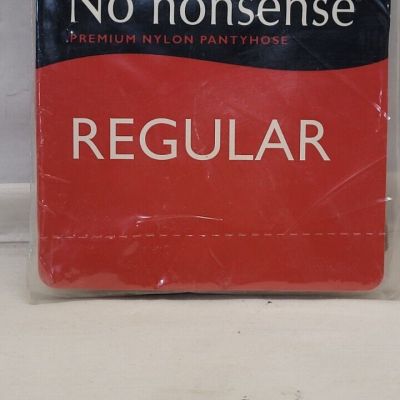 No nonsense
PREMIUM NYLON PANTYHOSE
REGULAR